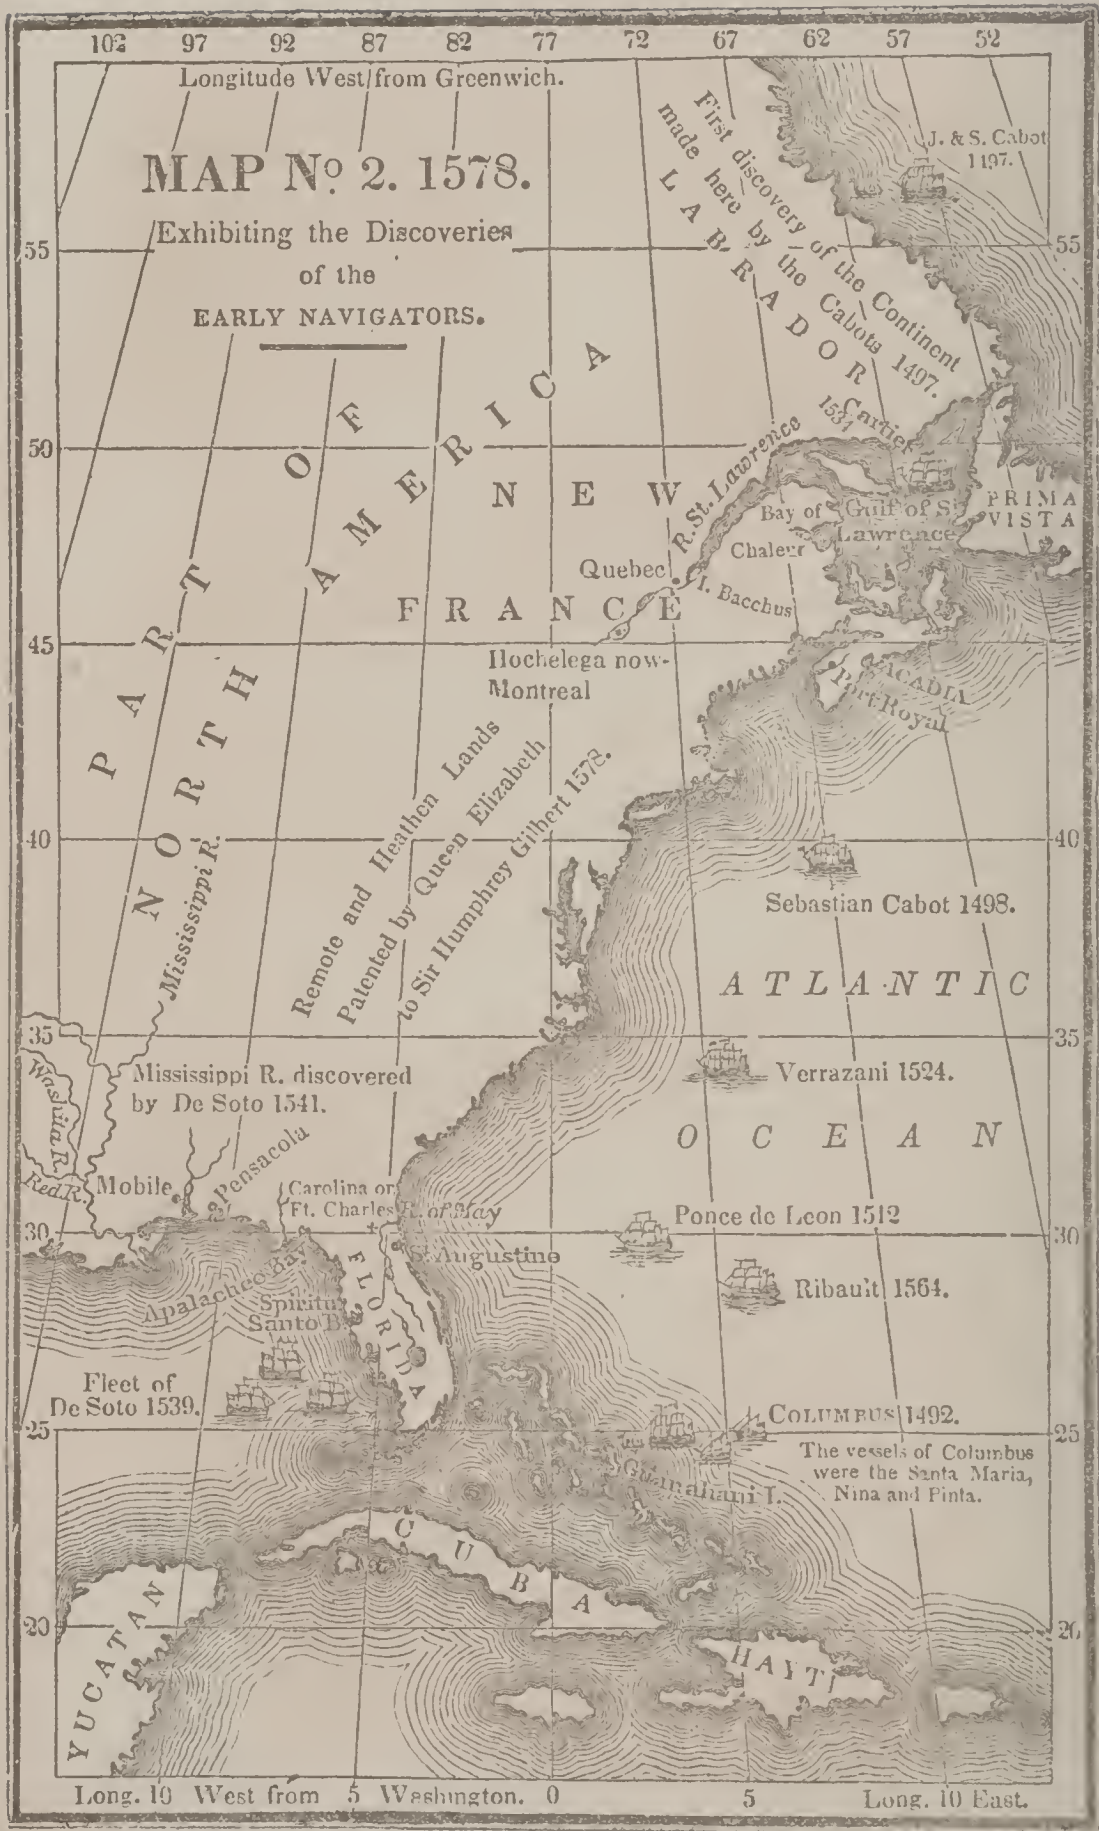 102 97 92 87 82 77 72 67 62 57 52
Longitude West from Greenwich.
MAP No. 2. 1578.
Exhibiting the Discoveries
of the
EARLY NAVIGATORS.
J. & S. Cabot
1497.
First discovery of the Continent
made here by the Cabots 1497.
LABRADOR
55
55
PART OF
NORTH AMERICA
50
Cartier
1534
R. St. Lawrence
NEW
FRANCE
Bay of
Chaleur
Gulf of St
Lawrence
PRIMA
VISTA
Quebec
I. Bacchus
45
Hochelega now
Montreal
ACADIA
Port Royal
Remote and Heathen Lands
Patented by Queen Elizabeth
to Sir Humphrey Gilbert 1578.
40
40
Mississippi R.
Sebastian Cabot 1498.
ATLANTIC
OCEAN
35
35
Verrazani 1524.
Washita R.
Mississippi R. discovered
by De Soto 1541.
Red R.
Mobile
Pensacola
Carolina or
Ft. Charles
R. of May
30
30
Ponce de Leon 1512
St. Augustine
Ribault 1564.
Apalachee Bay
Spiritu
Santo B.
FLORIDA
Fleet of
De Soto 1539.
25
25
COLUMBUS 1492.
The vessels of Columbus
were the Santa Maria,
Nina and Pinta.
Guanahani I.
CUBA
20
20
YUCATAN
HAYTI
Long. 10 West from 5 Washington. 0 5 Long. 10 East.